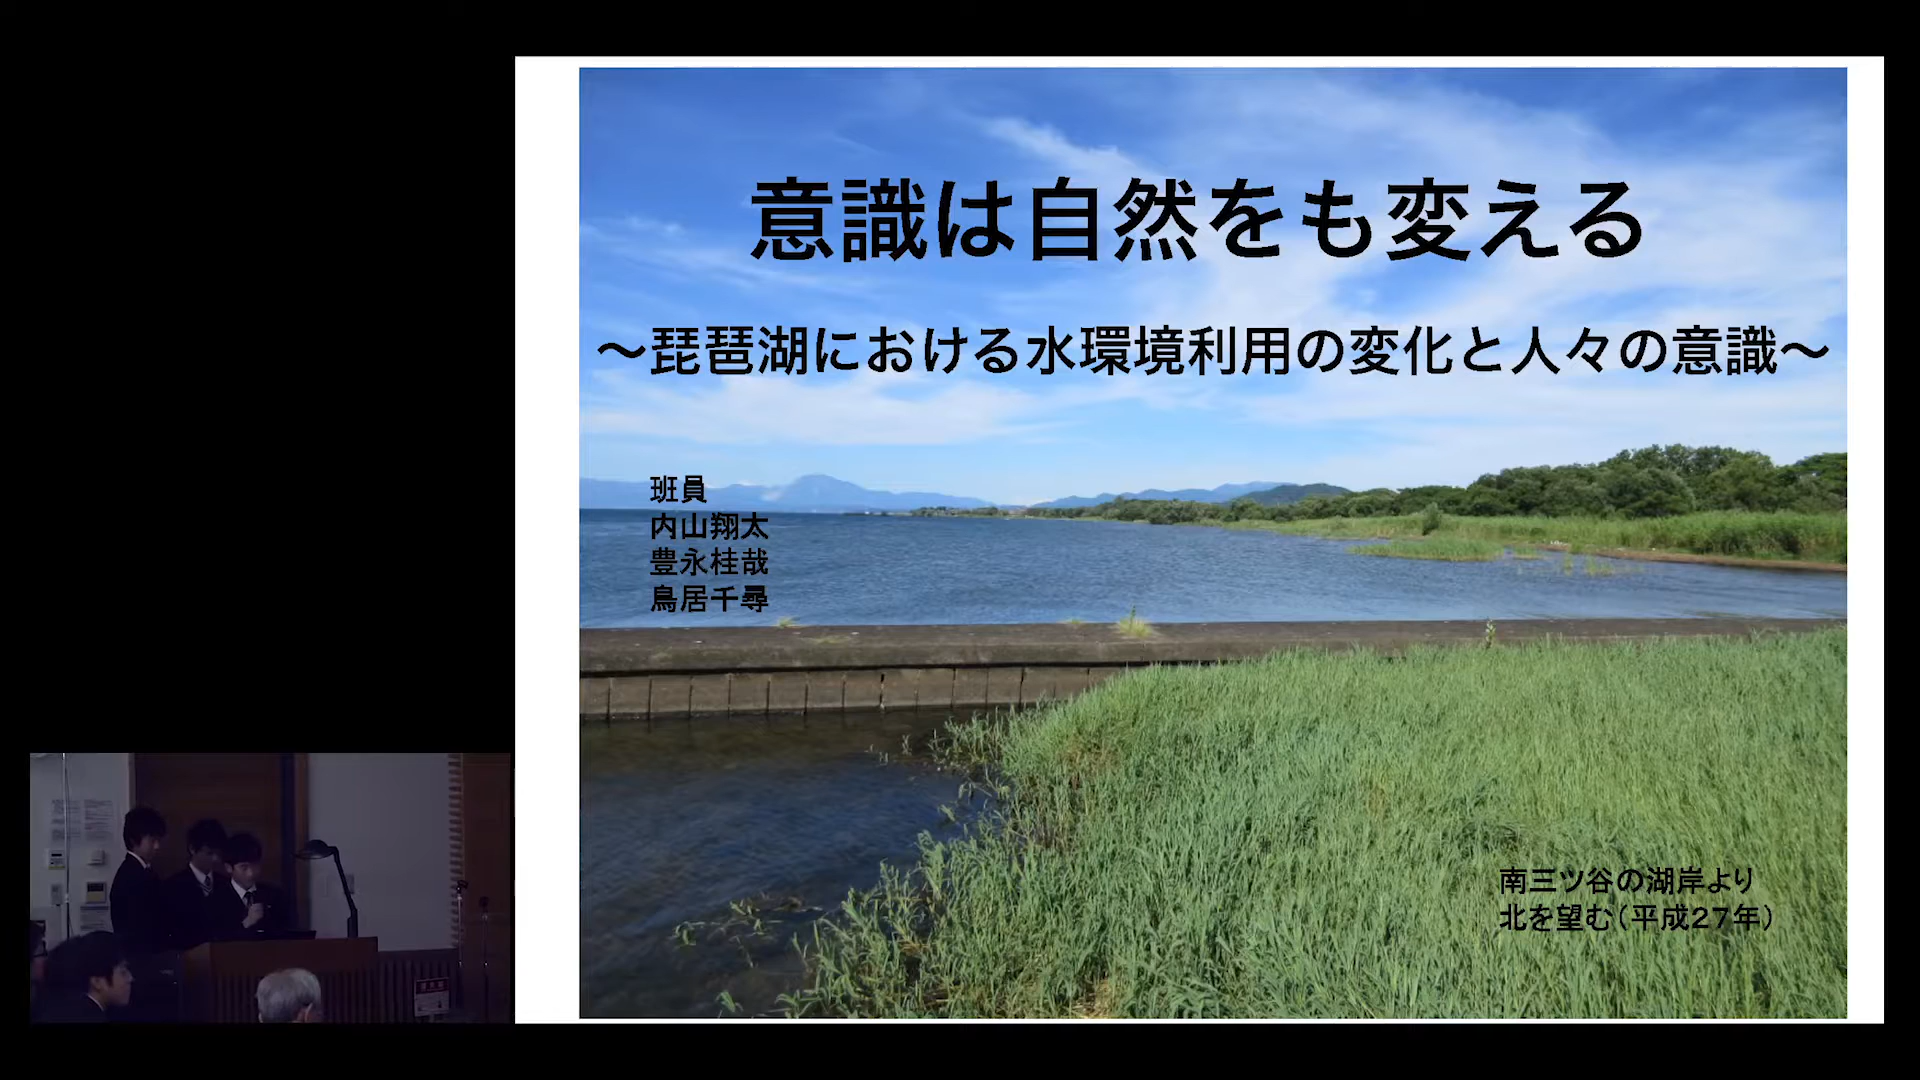 意識は自然をも変える
～琵琶湖における水環境利用の変化と人々の意識～
班員
内山翔太
豊永桂哉
鳥居千尋
南三ツ谷の湖岸より
北を望む（平成27年）